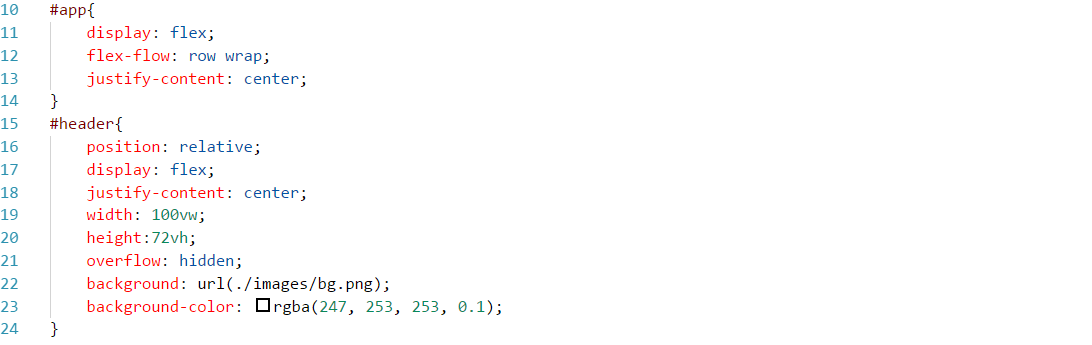 10 #app{
11 display: flex;
12 flex-flow: row wrap;
13 justify-content: center;
14 }
15 #header{
16 position: relative;
17 display: flex;
18 justify-content: center;
19 width: 100vw;
20 height:72vh;
21 overflow: hidden;
22 background: url(./images/bg.png);
23 background-color: rgba(247, 253, 253, 0.1);
24 }